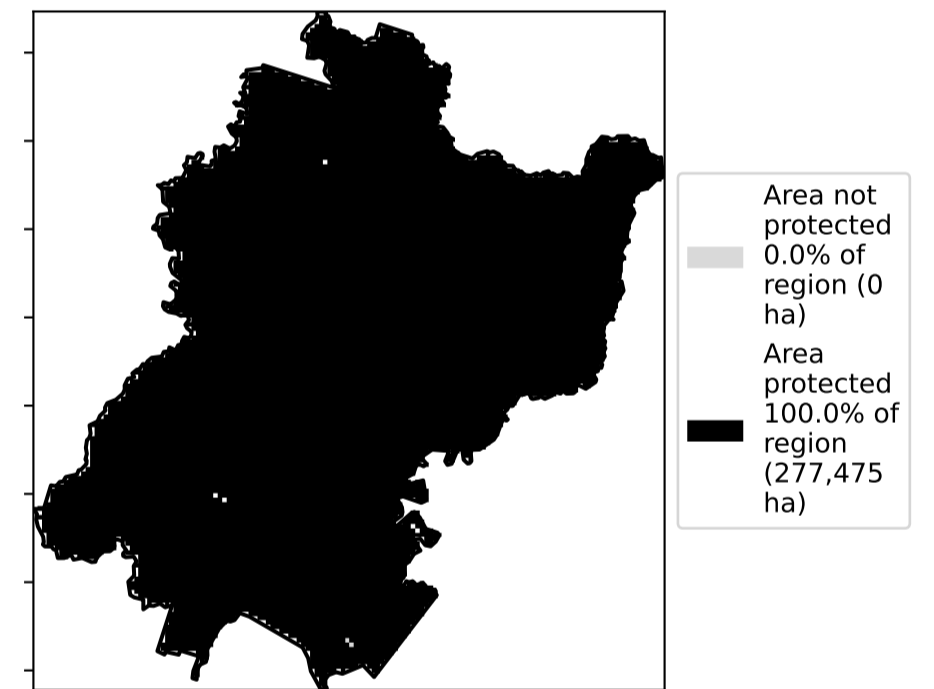 Area not
protected
0.0% of
region (0
ha)
Area
protected
100.0% of
region
(277,475
ha)